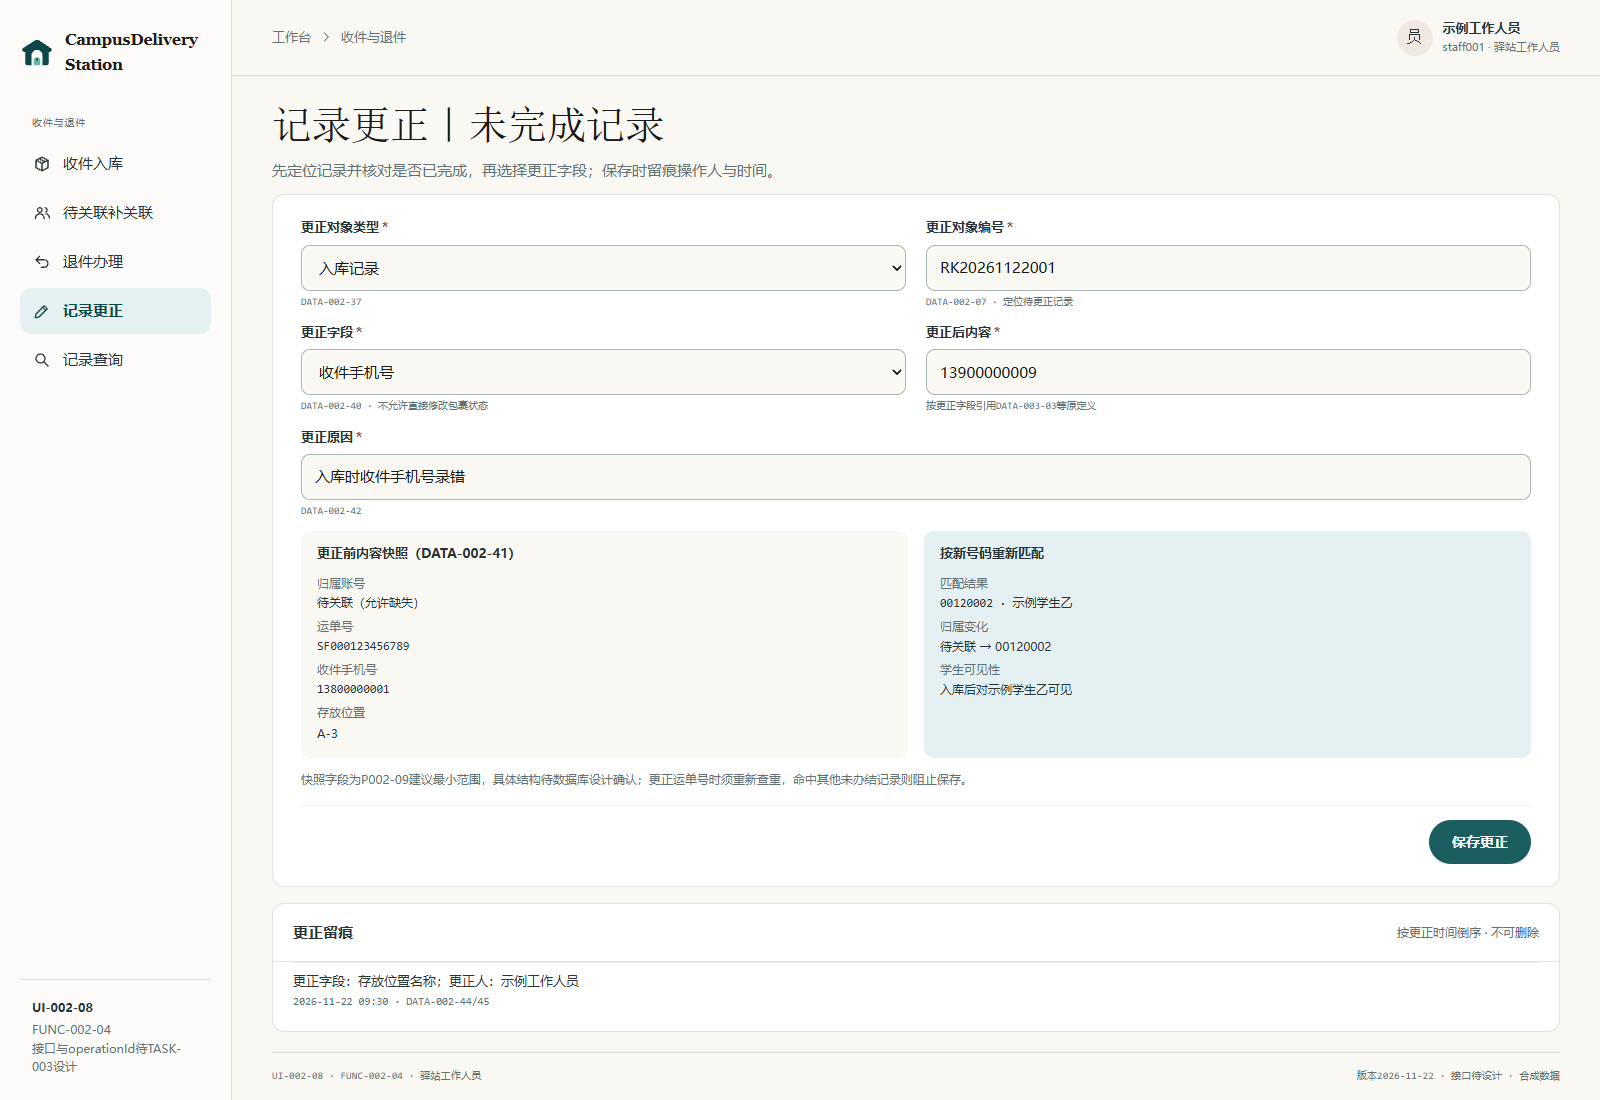 CampusDelivery
Station
收件与退件
收件入库
待关联补关联
退件办理
记录更正
记录查询
UI-002-08
FUNC-002-04
接口与operationId待TASK-
003设计
工作台 > 收件与退件
员
示例工作人员
staff001 · 驿站工作人员
记录更正｜未完成记录
先定位记录并核对是否已完成，再选择更正字段；保存时留痕操作人与时间。
更正对象类型 *
入库记录
DATA-002-37
更正对象编号 *
RK20261122001
DATA-002-07 · 定位待更正记录
更正字段 *
收件手机号
DATA-002-40 · 不允许直接修改包裹状态
更正后内容 *
13900000009
按更正字段引用DATA-003-03等原定义
更正原因 *
入库时收件手机号录错
DATA-002-42
更正前内容快照（DATA-002-41）
归属账号
待关联（允许缺失）
运单号
SF000123456789
收件手机号
13800000001
存放位置
A-3
按新号码重新匹配
匹配结果
00120002 · 示例学生乙
归属变化
待关联 → 00120002
学生可见性
入库后对示例学生乙可见
快照字段为P002-09建议最小范围，具体结构待数据库设计确认；更正运单号时须重新查重，命中其他未办结记录则阻止保存。
保存更正
更正留痕
按更正时间倒序 · 不可删除
更正字段：存放位置名称；更正人：示例工作人员
2026-11-22 09:30 · DATA-002-44/45
UI-002-08 · FUNC-002-04 · 驿站工作人员
版本2026-11-22 · 接口待设计 · 合成数据